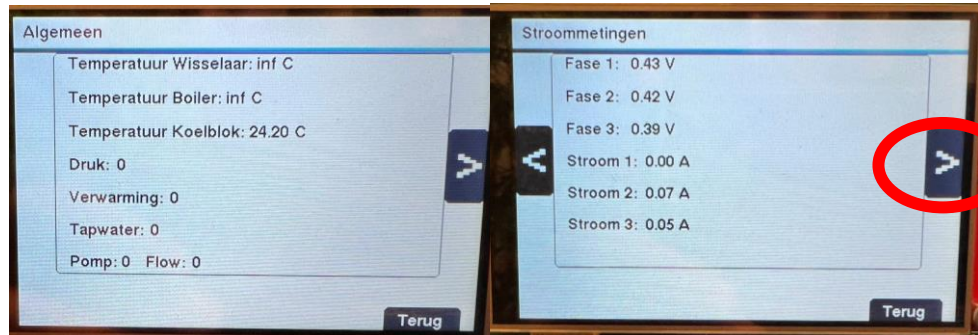 Algemeen
Temperatuur Wisselaar: inf C
Temperatuur Boiler: inf C
Temperatuur Koelblok: 24.20 C
Druk: 0
Verwarming: 0
Tapwater: 0
Pomp: 0 Flow: 0
>
Terug
Stroommetingen
Fase 1: 0.43 V
Fase 2: 0.42 V
Fase 3: 0.39 V
Stroom 1: 0.00 A
Stroom 2: 0.07 A
Stroom 3: 0.05 A
<
>
Terug